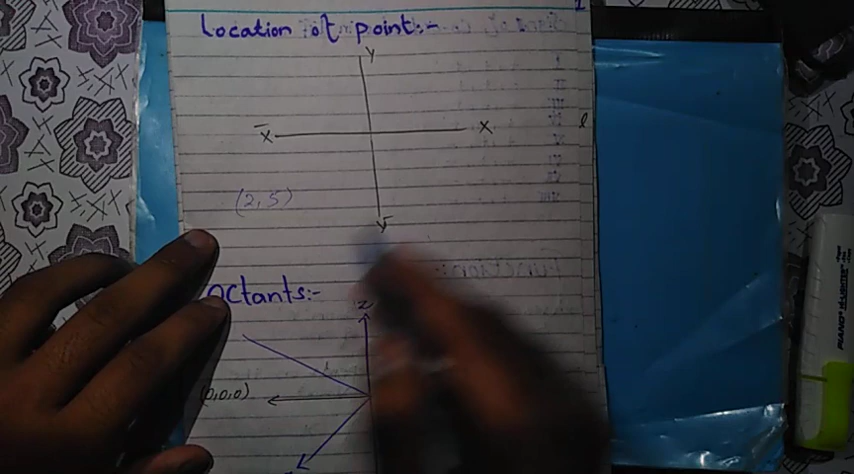 Location of point:-
Y
X̄ X
(2,5)
Ȳ
Octants:-
Z
(0,0,0)